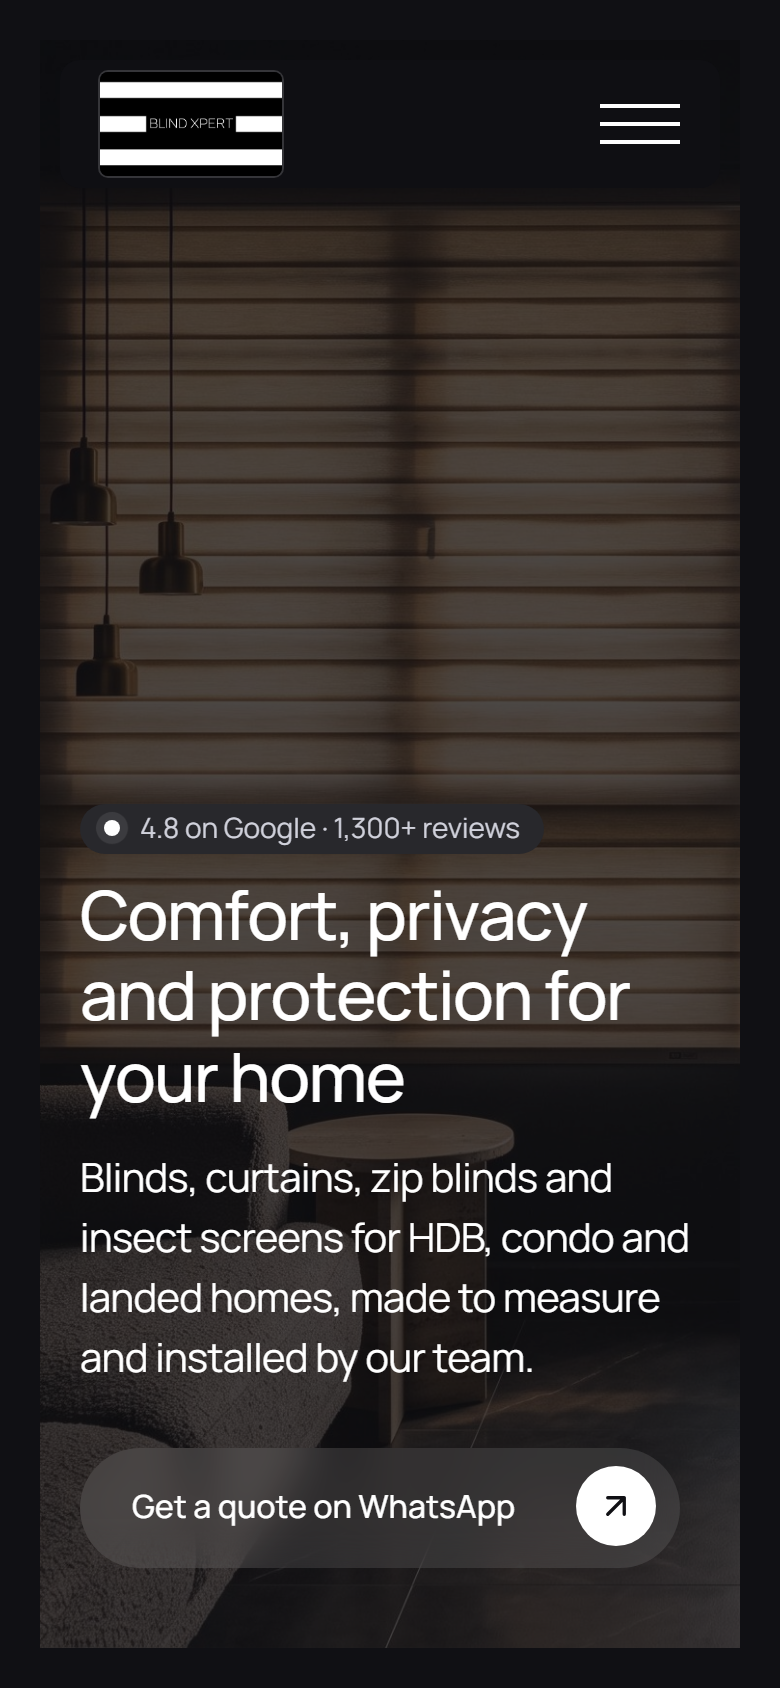 BLIND XPERT
4.8 on Google · 1,300+ reviews
Comfort, privacy
and protection for
your home
Blinds, curtains, zip blinds and
insect screens for HDB, condo and
landed homes, made to measure
and installed by our team.
Get a quote on WhatsApp